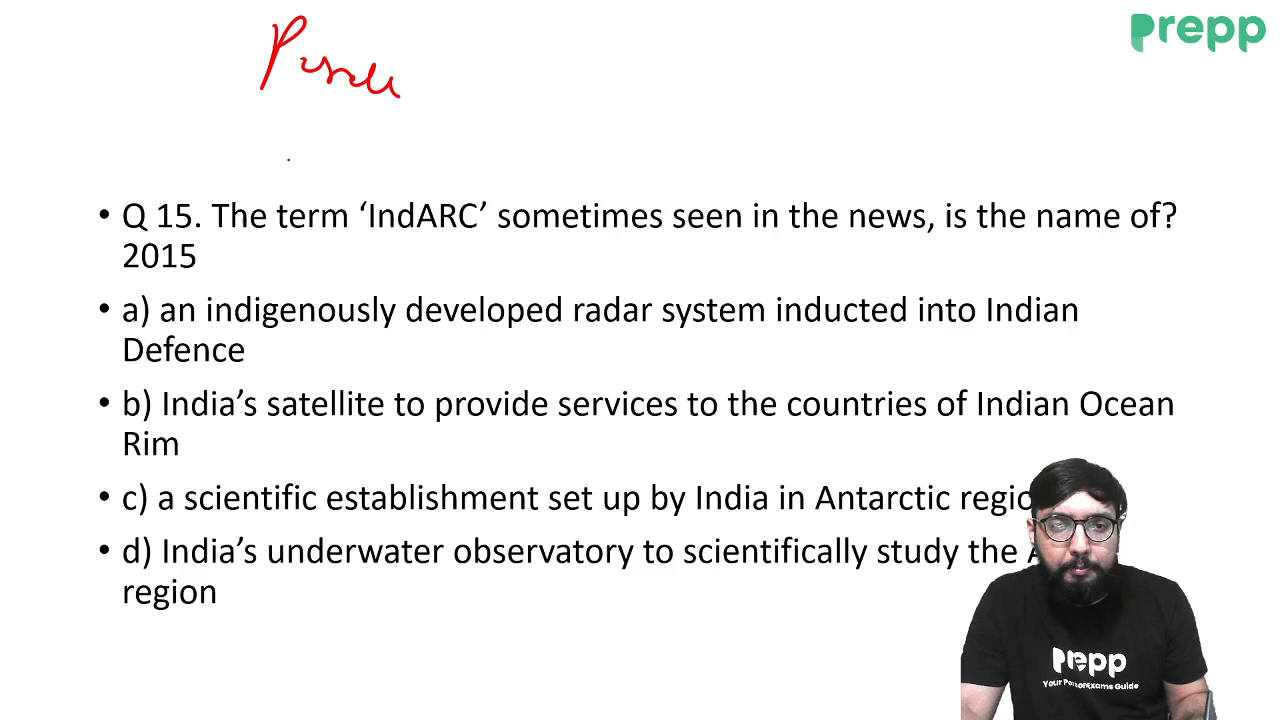 prepp
• Q 15. The term ‘IndARC’ sometimes seen in the news, is the name of?
2015
• a) an indigenously developed radar system inducted into Indian
Defence
• b) India’s satellite to provide services to the countries of Indian Ocean
Rim
• c) a scientific establishment set up by India in Antarctic regio
• d) India’s underwater observatory to scientifically study the A
region
prepp